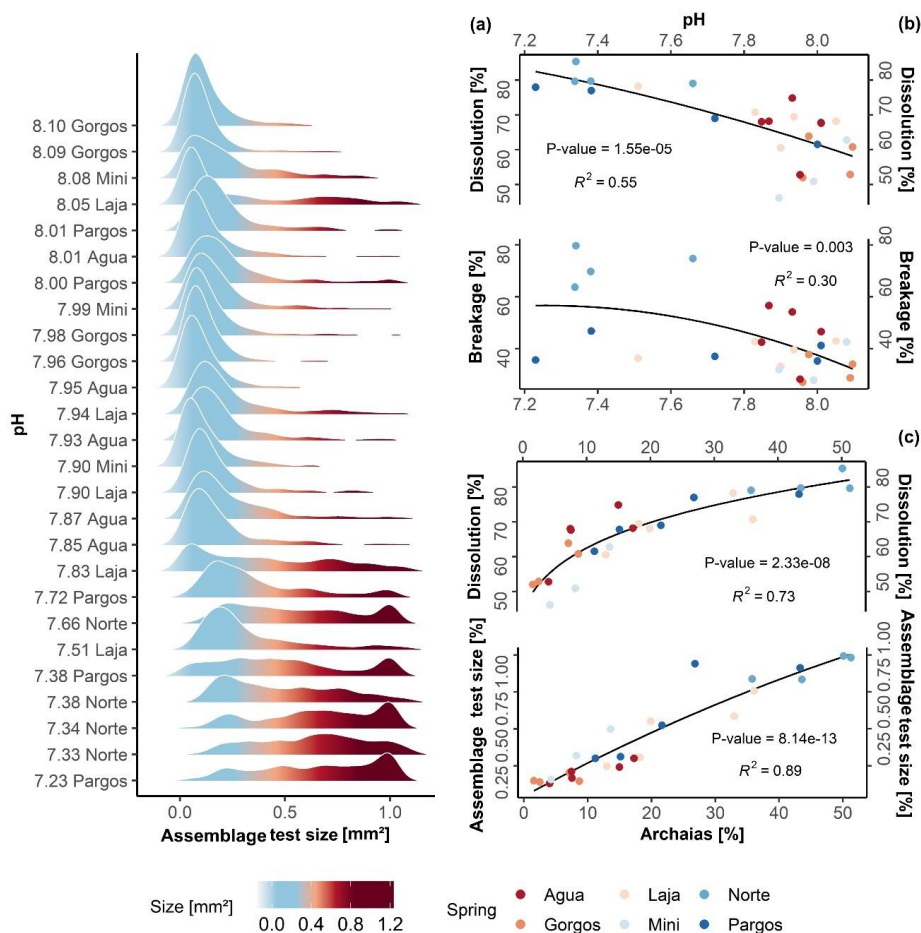 (a)
pH
(b)
7.2 7.4 7.6 7.8 8.0
Dissolution [%]
50 60 70 80
P-value = 1.55e-05
R² = 0.55
50 60 70 80
Dissolution [%]
Breakage [%]
40 60 80
P-value = 0.003
R² = 0.30
40 60 80
Breakage [%]
7.2 7.4 7.6 7.8 8.0
pH
8.10 Gorgos
8.09 Gorgos
8.08 Mini
8.05 Laja
8.01 Pargos
8.01 Agua
8.00 Pargos
7.99 Mini
7.98 Gorgos
7.96 Gorgos
7.95 Agua
7.94 Laja
7.93 Agua
7.90 Mini
7.90 Laja
7.87 Agua
7.85 Agua
7.83 Laja
7.72 Pargos
7.66 Norte
7.51 Laja
7.38 Pargos
7.38 Norte
7.34 Norte
7.33 Norte
7.23 Pargos
0.0 0.5 1.0
Assemblage test size [mm²]
(c)
0 10 20 30 40 50
Dissolution [%]
50 60 70 80
P-value = 2.33e-08
R² = 0.73
50 60 70 80
Dissolution [%]
Assemblage test size [%]
0.25 0.50 0.75 1.00
P-value = 8.14e-13
R² = 0.89
0.25 0.50 0.75 1.00
Assemblage test size [%]
0 10 20 30 40 50
Archaias [%]
Size [mm²]
0.0 0.4 0.8 1.2
Spring
Agua Laja Norte
Gorgos Mini Pargos